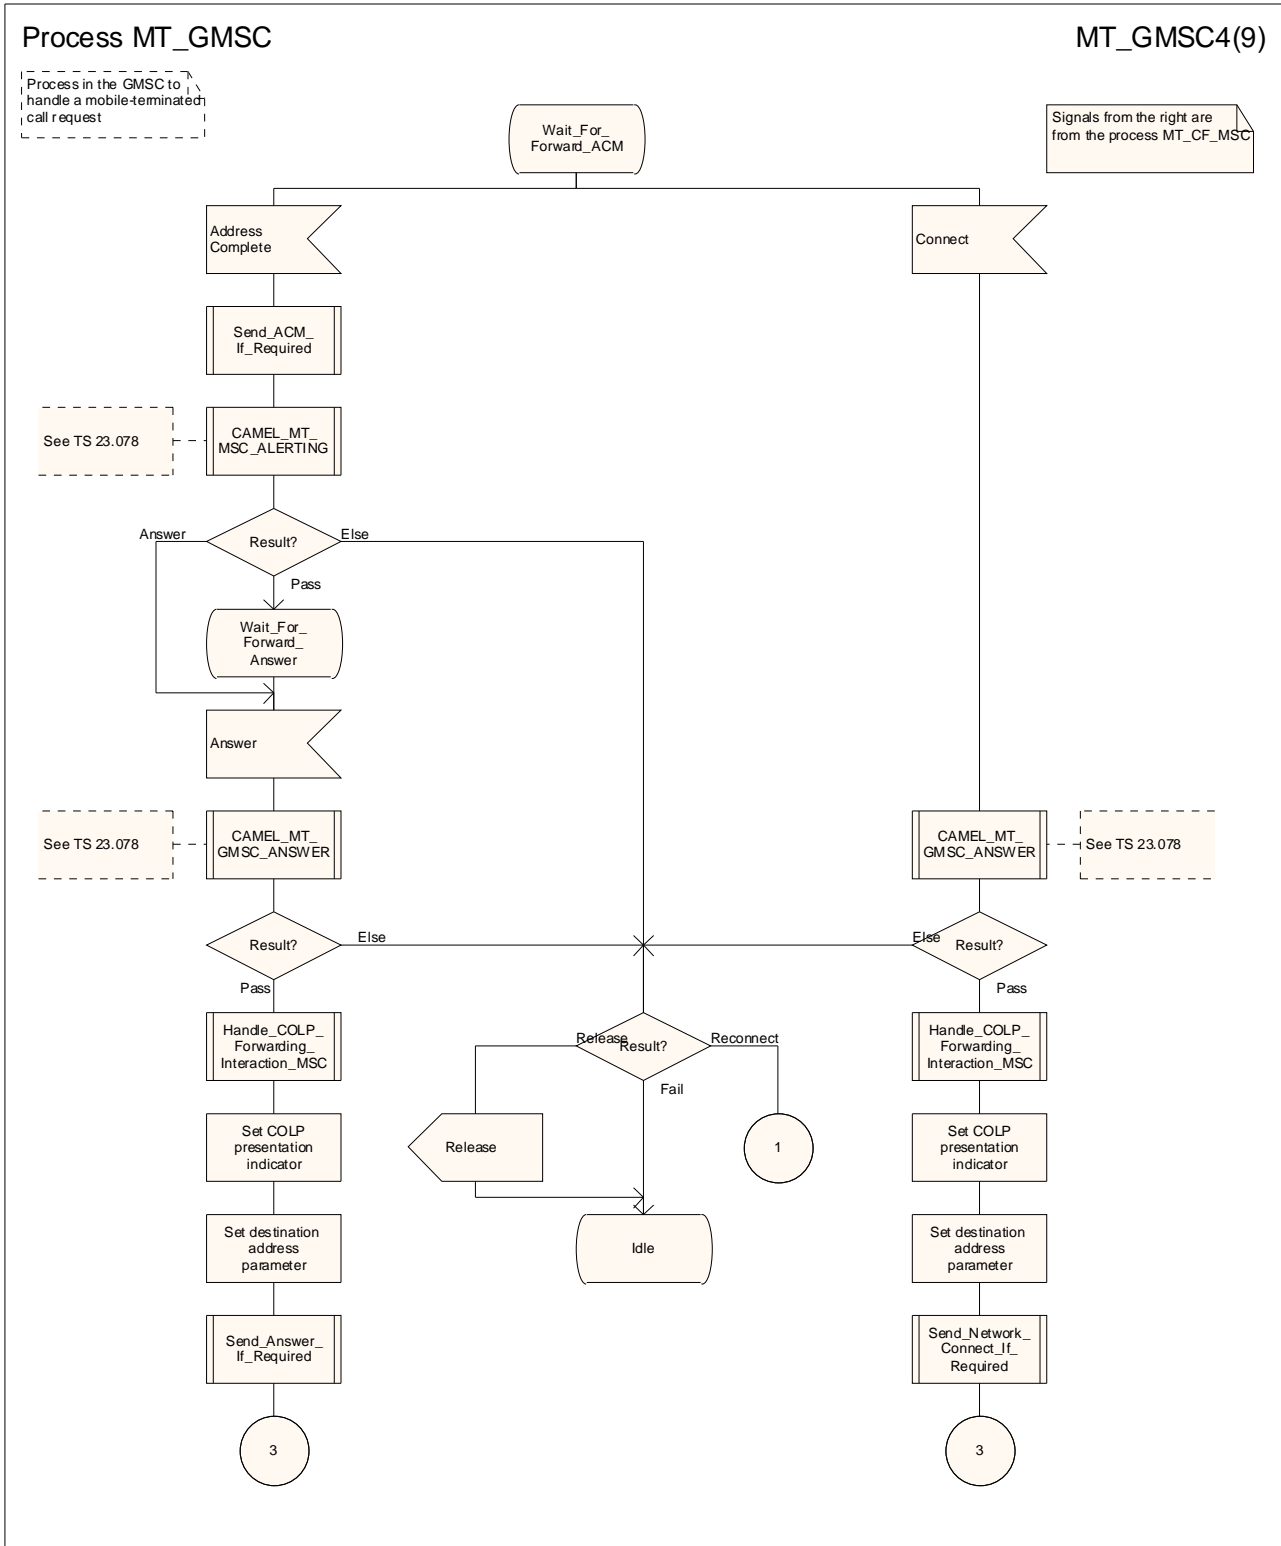 Process MT_GMSC
MT_GMSC4(9)
Process in the GMSC to
handle a mobile-terminated
call request
Wait_For_
Forward_ACM
Signals from the right are
from the process MT_CF_MSC
Address
Complete
Connect
Send_ACM_
If_Required
See TS 23.078
CAMEL_MT_
MSC_ALERTING
Answer
Result?
Else
Pass
Wait_For_
Forward_
Answer
Answer
See TS 23.078
CAMEL_MT_
GMSC_ANSWER
CAMEL_MT_
GMSC_ANSWER
See TS 23.078
Result?
Else
Else
Result?
Pass
Pass
Handle_COLP_
Forwarding_
Interaction_MSC
Release
Result?
Reconnect
Fail
Handle_COLP_
Forwarding_
Interaction_MSC
Set COLP
presentation
indicator
Release
1
Set COLP
presentation
indicator
Set destination
address
parameter
Idle
Set destination
address
parameter
Send_Answer_
If_Required
Send_Network_
Connect_If_
Required
3
3